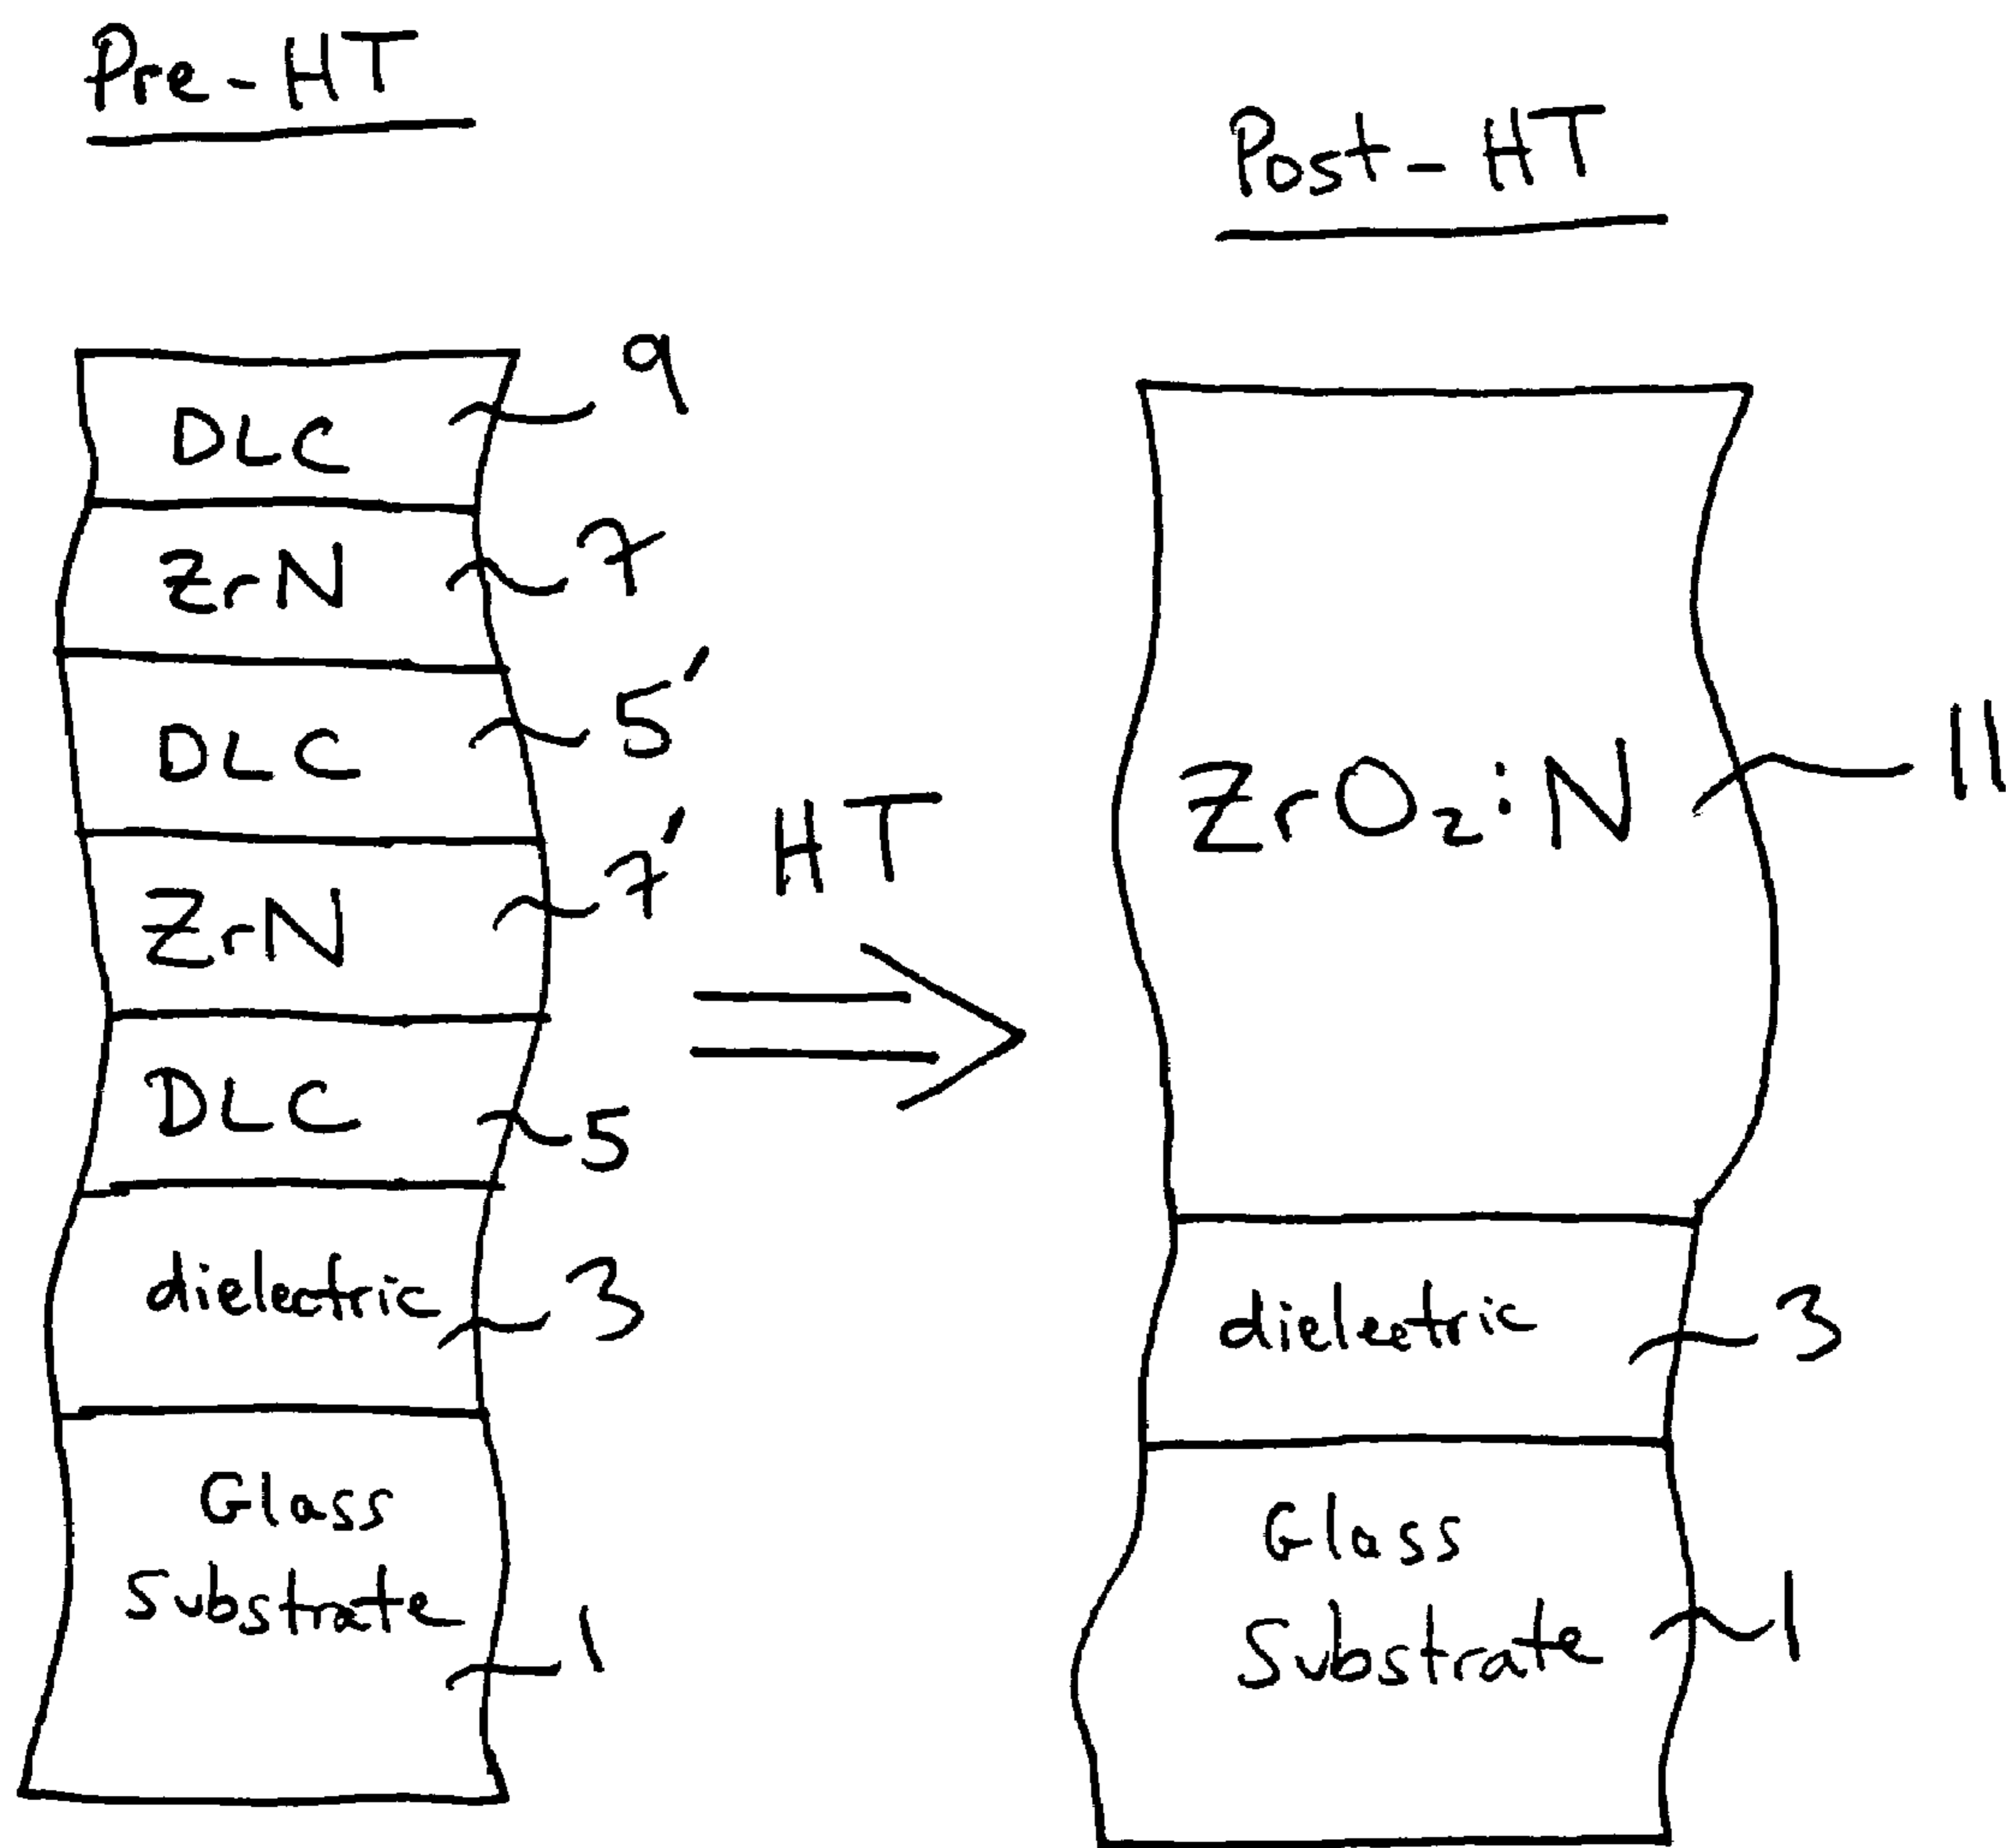 Pre-HT
DLC
9
ZrN
7
DLC
5'
ZrN
7'
DLC
5
dielectric
3
Glass
Substrate
1
HT
Post-HT
ZrO₂:N
11
dielectric
3
Glass
Substrate
1